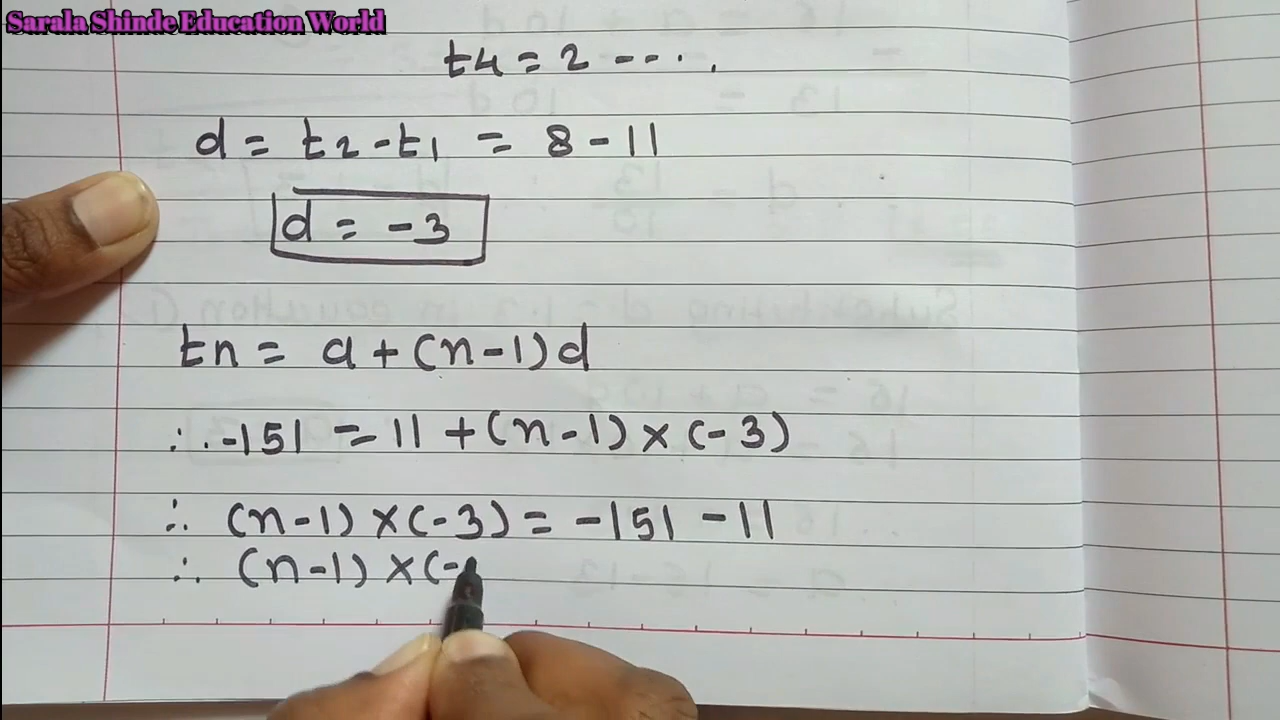 Sarala Shinde Education World
t4 = 2 ----.
d = t2 - t1 = 8 - 11
d = -3
tn = a + (n-1)d
∴ -151 = 11 + (n-1) × (-3)
∴ (n-1) × (-3) = -151 - 11
∴ (n-1) × (-